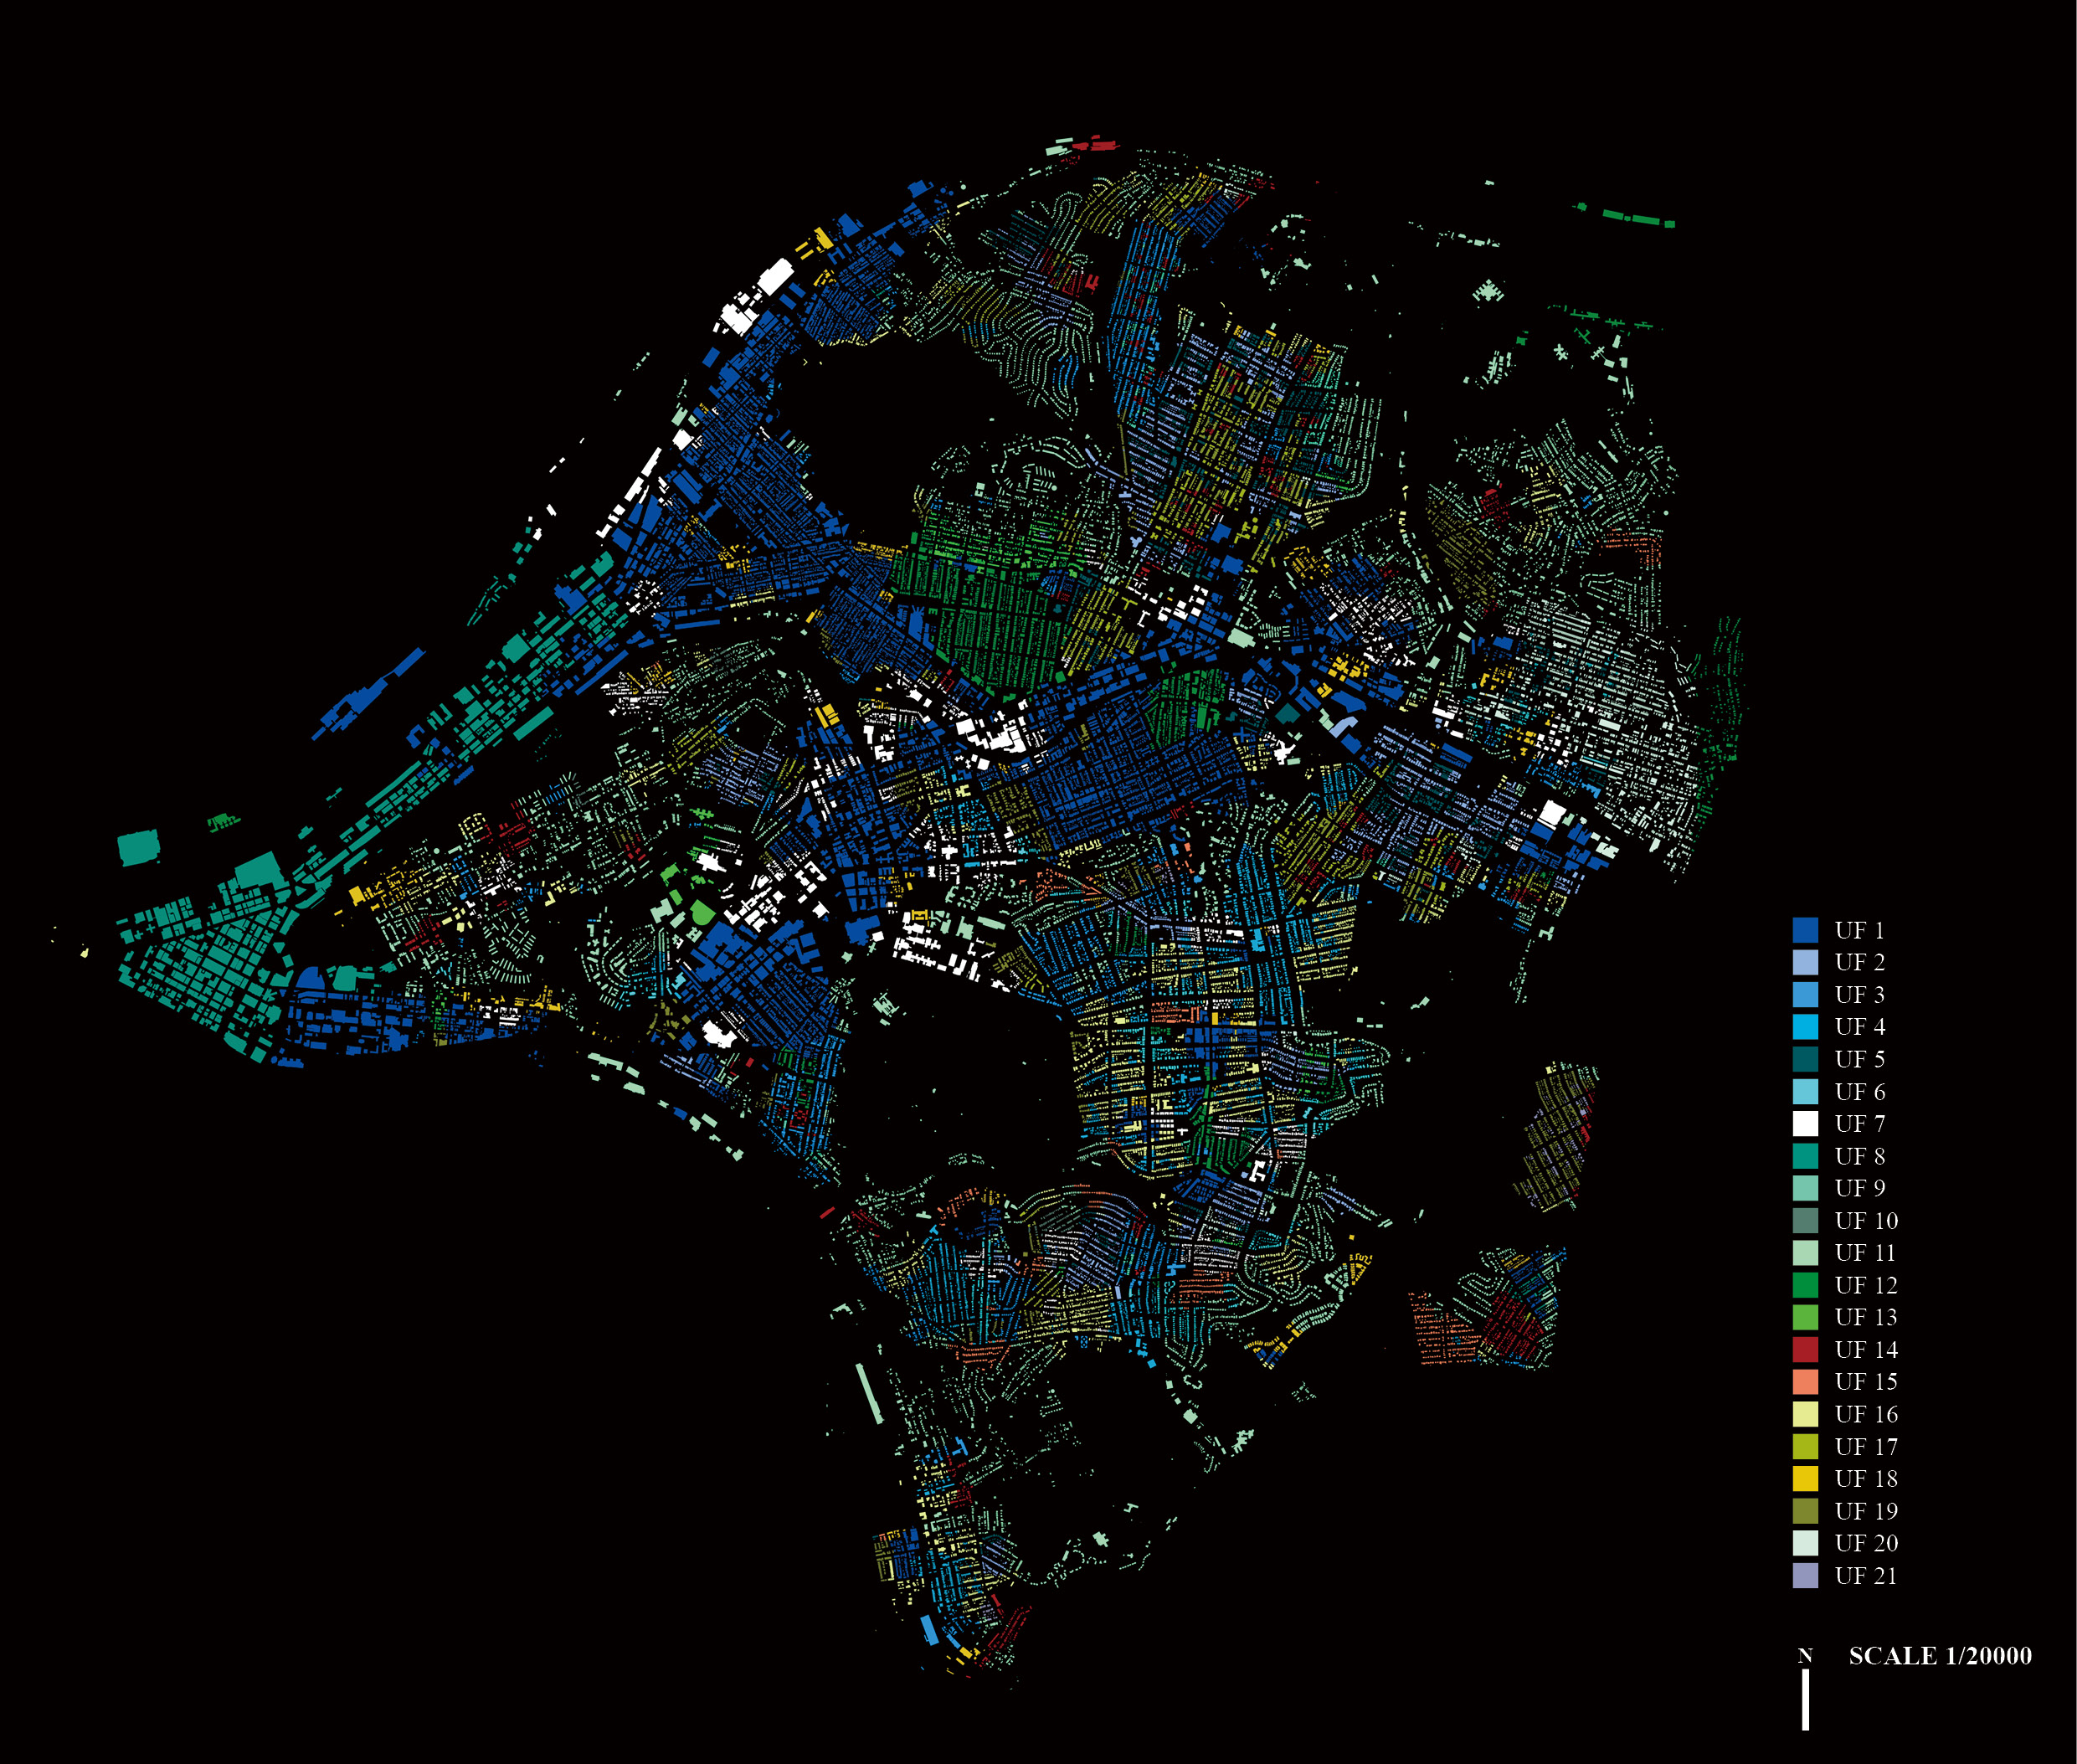 UF 1
UF 2
UF 3
UF 4
UF 5
UF 6
UF 7
UF 8
UF 9
UF 10
UF 11
UF 12
UF 13
UF 14
UF 15
UF 16
UF 17
UF 18
UF 19
UF 20
UF 21
N
SCALE 1/20000